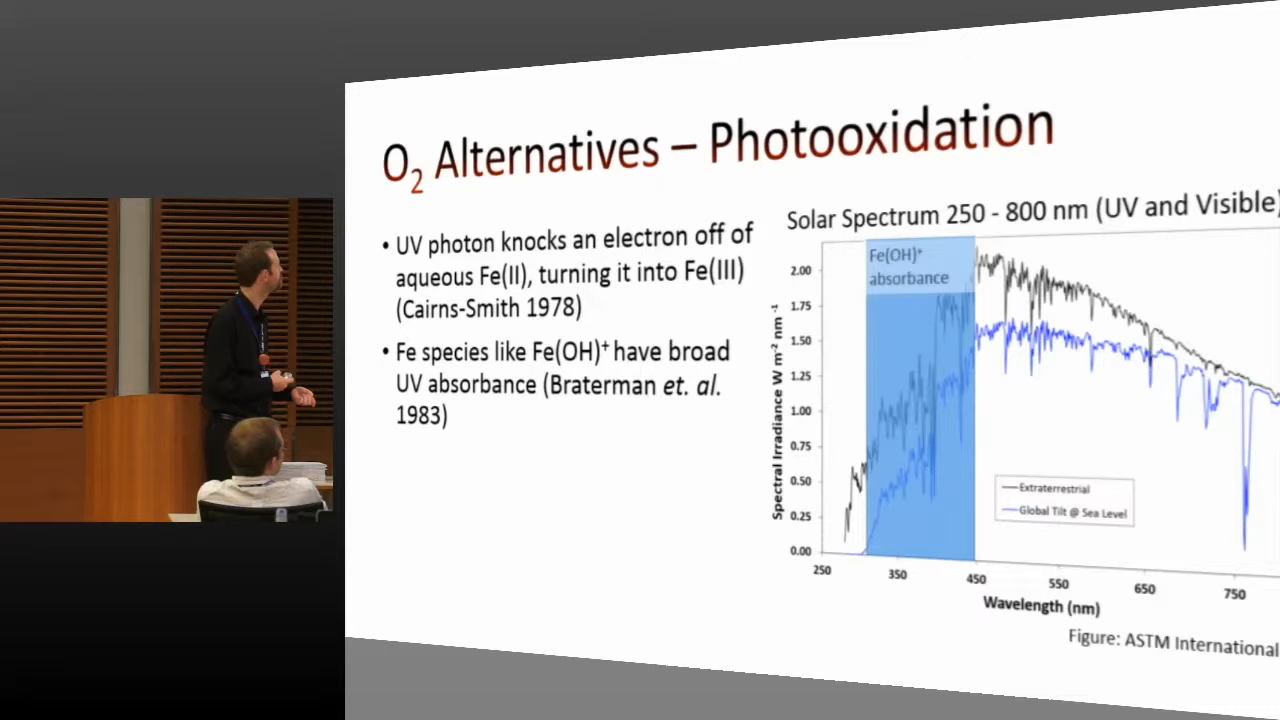 O₂ Alternatives – Photooxidation
• UV photon knocks an electron off of
aqueous Fe(II), turning it into Fe(III)
(Cairns-Smith 1978)
• Fe species like Fe(OH)⁺ have broad
UV absorbance (Braterman et. al.
1983)
Solar Spectrum 250 - 800 nm (UV and Visible)
Fe(OH)⁺
absorbance
Spectral Irradiance W m⁻² nm⁻¹
2.00
1.75
1.50
1.25
1.00
0.75
0.50
0.25
0.00
Extraterrestrial
Global Tilt @ Sea Level
250 350 450 550 650 750
Wavelength (nm)
Figure: ASTM International